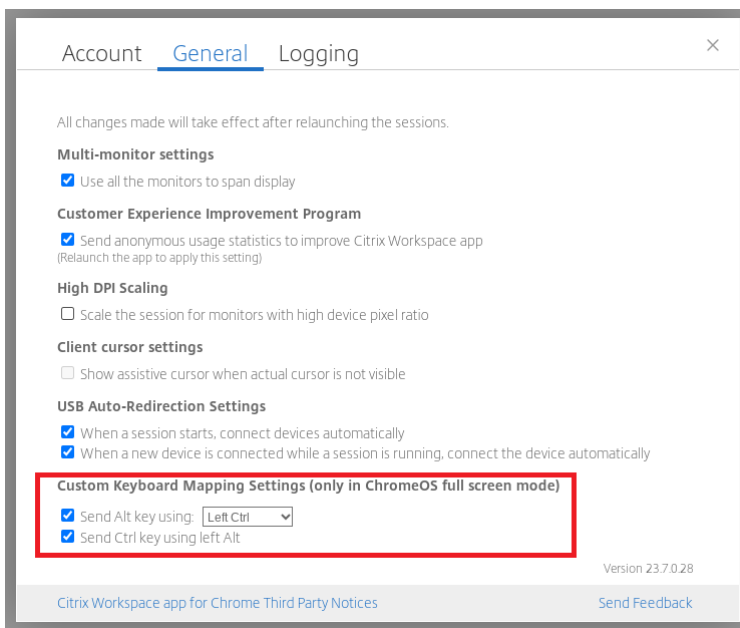 Account General Logging
All changes made will take effect after relaunching the sessions.
Multi-monitor settings
Use all the monitors to span display
Customer Experience Improvement Program
Send anonymous usage statistics to improve Citrix Workspace app
(Relaunch the app to apply this setting)
High DPI Scaling
Scale the session for monitors with high device pixel ratio
Client cursor settings
Show assistive cursor when actual cursor is not visible
USB Auto-Redirection Settings
When a session starts, connect devices automatically
When a new device is connected while a session is running, connect the device automatically
Custom Keyboard Mapping Settings (only in ChromeOS full screen mode)
Send Alt key using: Left Ctrl
Send Ctrl key using left Alt
Version 23.7.0.28
Citrix Workspace app for Chrome Third Party Notices Send Feedback